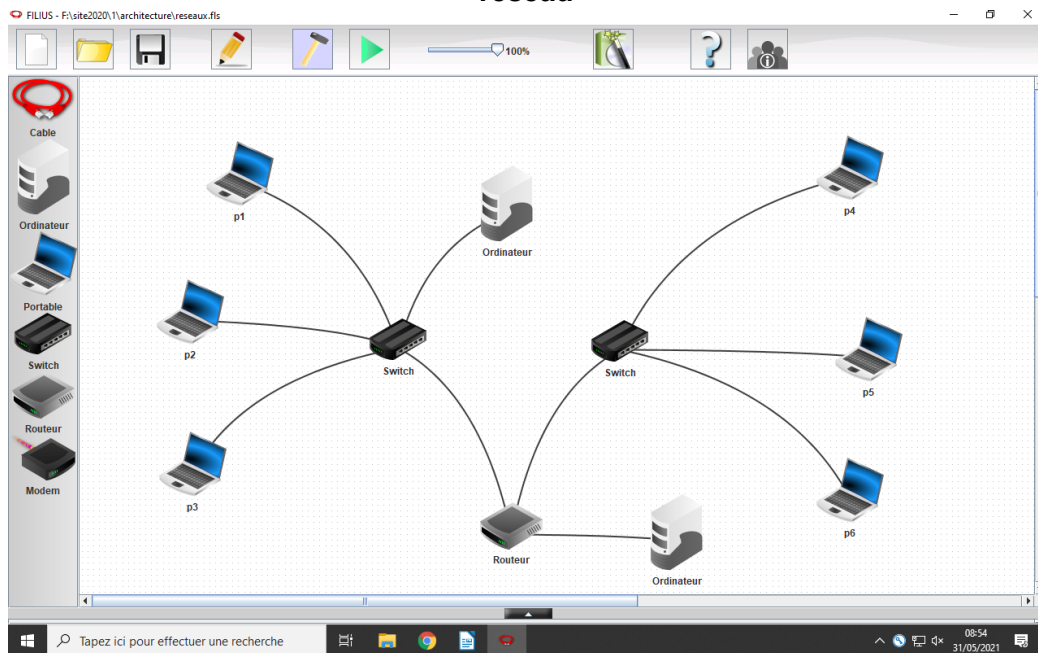 réseau
FILIUS - F:\site2020\1\architecture\reseaux.fls
100%
Cable
Ordinateur
Portable
Switch
Routeur
Modem
p1
Ordinateur
p4
p2
Switch
Switch
p5
p3
Routeur
p6
Ordinateur
Tapez ici pour effectuer une recherche
08:54
31/05/2021